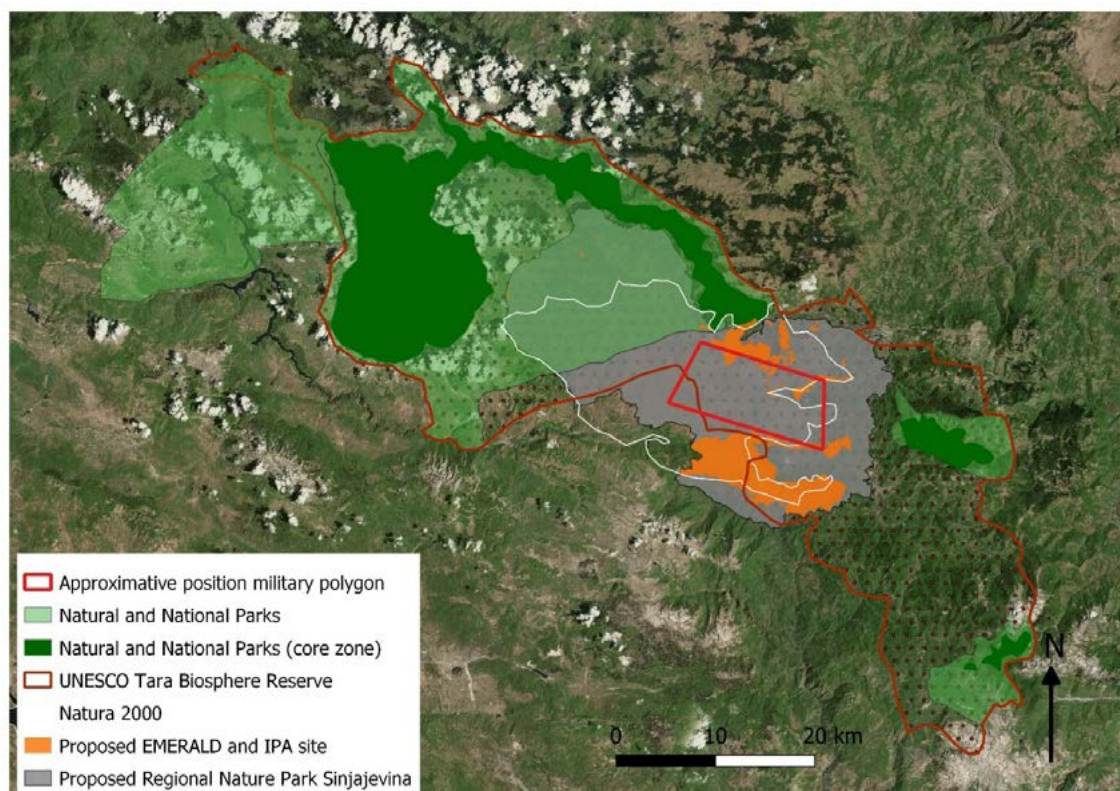 N
0 10 20 km
Approximative position military polygon
Natural and National Parks
Natural and National Parks (core zone)
UNESCO Tara Biosphere Reserve
Natura 2000
Proposed EMERALD and IPA site
Proposed Regional Nature Park Sinjajevina